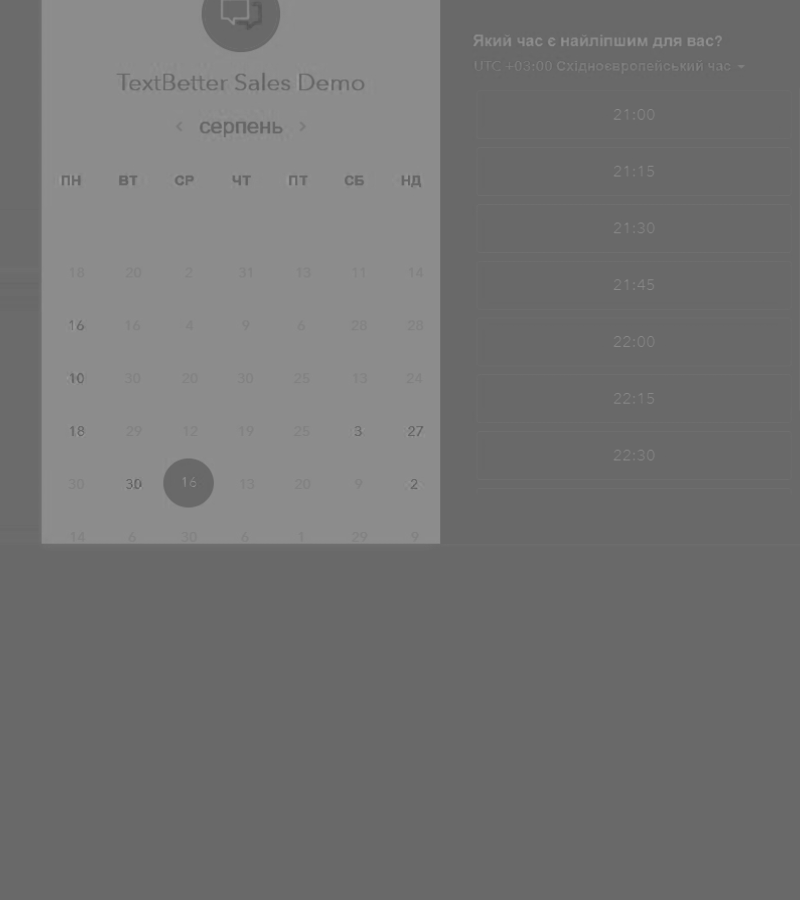 TextBetter Sales Demo
‹ серпень ›
ПН ВТ СР ЧТ ПТ СБ НД
18 20 2 31 13 11 14
16 16 4 9 6 28 28
10 30 20 30 25 13 24
18 29 12 19 25 3 27
30 30 16 13 20 9 2
14 6 30 6 1 29 9
Який час є найліпшим для вас?
UTC +03:00 Східноєвропейський час
21:00
21:15
21:30
21:45
22:00
22:15
22:30